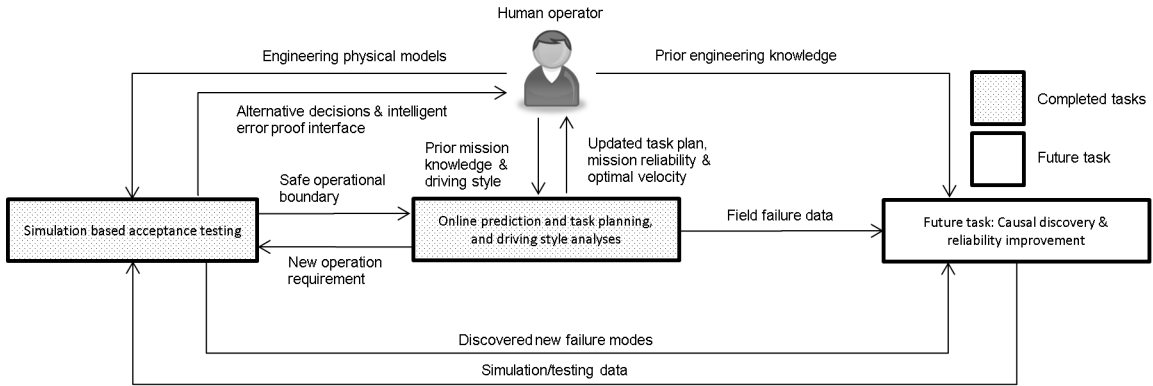 Human operator
Engineering physical models
Prior engineering knowledge
Alternative decisions & intelligent
error proof interface
Completed tasks
Future task
Prior mission
knowledge &
driving style
Updated task plan,
mission reliability &
optimal velocity
Safe operational
boundary
Simulation based acceptance testing
Online prediction and task planning,
and driving style analyses
Field failure data
Future task: Causal discovery &
reliability improvement
New operation
requirement
Discovered new failure modes
Simulation/testing data